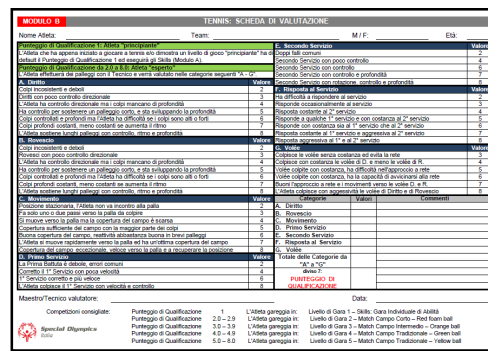 MODULO B
TENNIS: SCHEDA DI VALUTAZIONE
Nome Atleta: Team: M / F: Età:
Punteggio di Qualificazione 1: Atleta "principiante"
L'Atleta che ha appena iniziato a giocare a tennis e/o dimostra un livello di gioco "principiante" ha di
default il Punteggio di Qualificazione 1 ed eseguirà gli Skills (Modulo A).
Punteggio di Qualificazione da 2.0 a 8.0: Atleta "esperto"
L'Atleta effettuerà dei palleggi con il Tecnico e verrà valutato nelle categorie seguenti "A - G"
A. Diritto Valore
Colpi inconsistenti e deboli 2
Diritti con poco controllo direzionale 3
L'Atleta ha controllo direzionale ma i colpi mancano di profondità 4
Ha controllo per sostenere un palleggio corto, e sta sviluppando la profondità 5
Colpi controllati e profondi ma l'Atleta ha difficoltà se i colpi sono alti o forti 6
Colpi profondi costanti, meno costanti se aumenta il ritmo 7
L'Atleta sostiene lunghi palleggi con controllo, ritmo e profondità 8
B. Rovescio Valore
Colpi inconsistenti e deboli 2
Rovesci con poco controllo direzionale 3
L'Atleta ha controllo direzionale ma i colpi mancano di profondità 4
Ha controllo per sostenere un palleggio corto, e sta sviluppando la profondità 5
Colpi controllati e profondi ma l'Atleta ha difficoltà se i colpi sono alti o forti 6
Colpi profondi costanti, meno costanti se aumenta il ritmo 7
L'Atleta sostiene lunghi palleggi con controllo, ritmo e profondità 8
C. Movimento Valore
Posizione stazionaria, l'Atleta non va incontro alla palla 2
Fa solo uno o due passi verso la palla da colpire 3
Si muove verso la palla ma la copertura del campo è scarsa 4
Copertura sufficiente del campo con la maggior parte dei colpi 5
Buona copertura del campo, reattività abbastanza buona in brevi palleggi 6
L'Atleta si muove rapidamente verso la palla ed ha un'ottima copertura del campo 7
Copertura del campo eccezionale, veloce verso la palla e a recuperare la posizione 8
D. Primo Servizio Valore
La Prima Battuta è debole, errori comuni 2
Corretto il 1° Servizio con poca velocità 4
1° Servizio corretto e più veloce 6
L'Atleta colpisce il 1° Servizio con velocità e controllo 8
E. Secondo Servizio Valore
Doppi falli comuni 2
Secondo Servizio con poco controllo 4
Secondo Servizio con controllo 6
Secondo Servizio con controllo e profondità 7
Secondo Servizio con rotazione, controllo e profondità 8
F. Risposta al Servizio Valore
Ha difficoltà a rispondere al servizio 2
Risponde occasionalmente al servizio 3
Risposta costante al 2° servizio 4
Risponde a qualche 1° servizio e con costanza al 2° servizio 5
Risponde con costanza sia al 1° servizio che al 2° servizio 6
Risposta costante al 1° servizio e aggressiva al 2° servizio 7
Risposta aggressiva al 1° e al 2° servizio 8
G. Volée Valore
Colpisce le volée senza costanza ed evita la rete 3
Colpisce con costanza le volée di D. e meno le volée di R. 4
Volée colpite con costanza, ha difficoltà nell'approccio a rete 5
Volée colpite con costanza, ha la capacità di avvicinarsi alla rete 6
Buoni l'approccio a rete e i movimenti verso le volée D. e R. 7
L'Atleta colpisce con aggressività le volée di Diritto e di Rovescio 8
Categorie Valori Commenti
A. Diritto
B. Rovescio
C. Movimento
D. Primo Servizio
E. Secondo Servizio
F. Risposta al Servizio
G. Volée
Totale delle Categorie da
"A" a "G"
diviso 7:
PUNTEGGIO DI
QUALIFICAZIONE
Maestro/Tecnico valutatore: Data:
Competizioni consigliate: Punteggio di Qualificazione 1 L'Atleta gareggia in: Livello di Gara 1 – Skills: Gara Individuale di Abilità
Punteggio di Qualificazione 2.0 – 2.9 L'Atleta gareggia in: Livello di Gara 2 – Match Campo Corto – Red foam ball
Punteggio di Qualificazione 3.0 – 3.9 L'Atleta gareggia in: Livello di Gara 3 – Match Campo Intermedio – Orange ball
Punteggio di Qualificazione 4.0 – 4.9 L'Atleta gareggia in: Livello di Gara 4 – Match Campo Tradizionale – Green ball
Punteggio di Qualificazione 5.0 – 8.0 L'Atleta gareggia in: Livello di Gara 5 – Match Campo Tradizionale – Yellow ball
Special Olympics
Italia